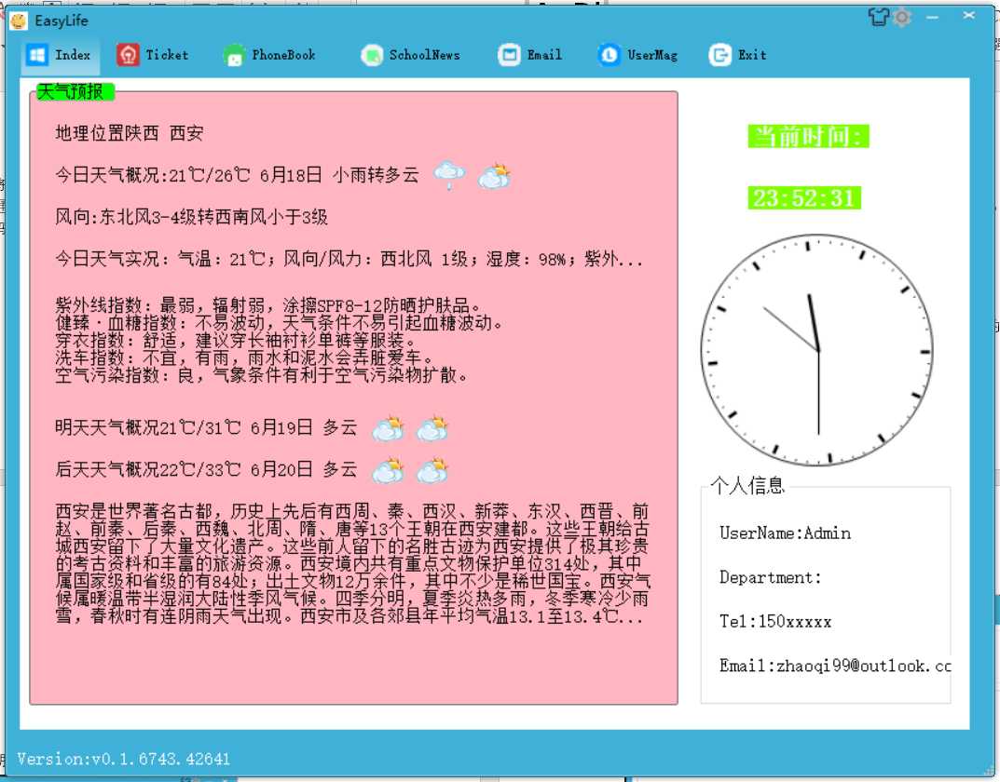 EasyLife
Index Ticket PhoneBook SchoolNews Email UserMag Exit
天气预报
地理位置陕西 西安
今日天气概况:21℃/26℃ 6月18日 小雨转多云
风向:东北风3-4级转西南风小于3级
今日天气实况：气温：21℃；风向/风力：西北风 1级；湿度：98%；紫外...
紫外线指数：最弱，辐射弱，涂擦SPF8-12防晒护肤品。
健臻·血糖指数：不易波动，天气条件不易引起血糖波动。
穿衣指数：舒适，建议穿长袖衬衫单裤等服装。
洗车指数：不宜，有雨，雨水和泥水会弄脏爱车。
空气污染指数：良，气象条件有利于空气污染物扩散。
明天天气概况21℃/31℃ 6月19日 多云
后天天气概况22℃/33℃ 6月20日 多云
西安是世界著名古都，历史上先后有西周、秦、西汉、新莽、东汉、西晋、前
赵、前秦、后秦、西魏、北周、隋、唐等13个王朝在西安建都。这些王朝给古
城西安留下了大量文化遗产。这些前人留下的名胜古迹为西安提供了极其珍贵
的考古资料和丰富的旅游资源。西安境内共有重点文物保护单位314处，其中
属国家级和省级的有84处；出土文物12万余件，其中不少是稀世国宝。西安气
候属暖温带半湿润大陆性季风气候。四季分明，夏季炎热多雨，冬季寒冷少雨
雪，春秋时有连阴雨天气出现。西安市及各郊县年平均气温13.1至13.4℃...
当前时间:
23:52:31
个人信息
UserName:Admin
Department:
Tel:150xxxxx
Email:zhaoqi99@outlook.co
Version:v0.1.6743.42641